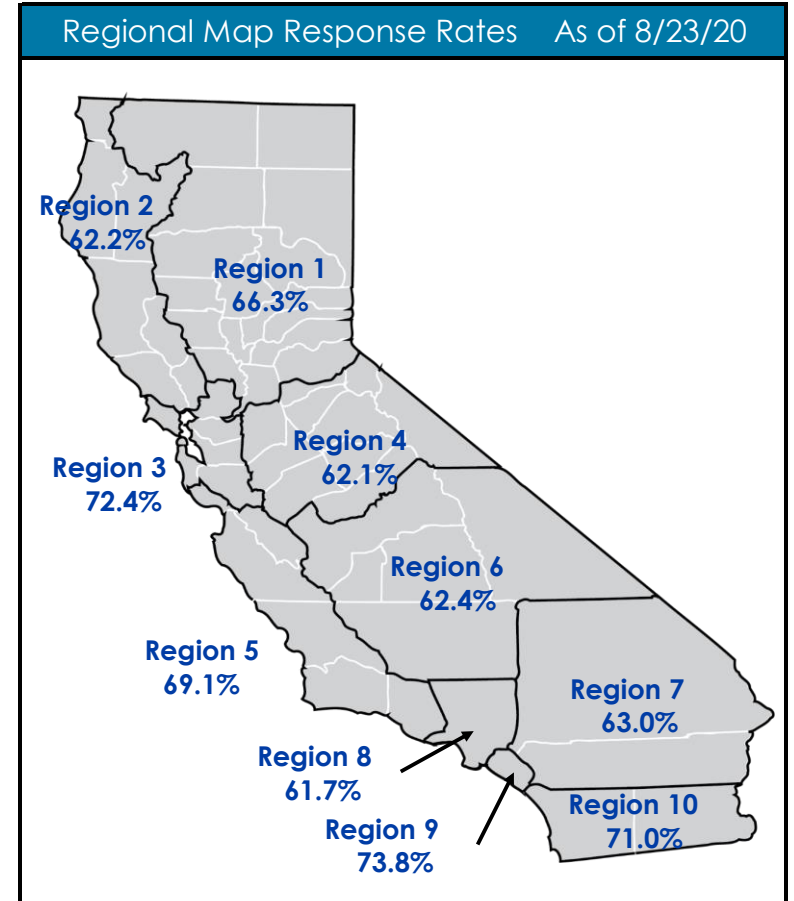 Regional Map Response Rates As of 8/23/20
Region 2
62.2%
Region 1
66.3%
Region 4
62.1%
Region 3
72.4%
Region 6
62.4%
Region 5
69.1%
Region 7
63.0%
Region 8
61.7%
Region 10
71.0%
Region 9
73.8%